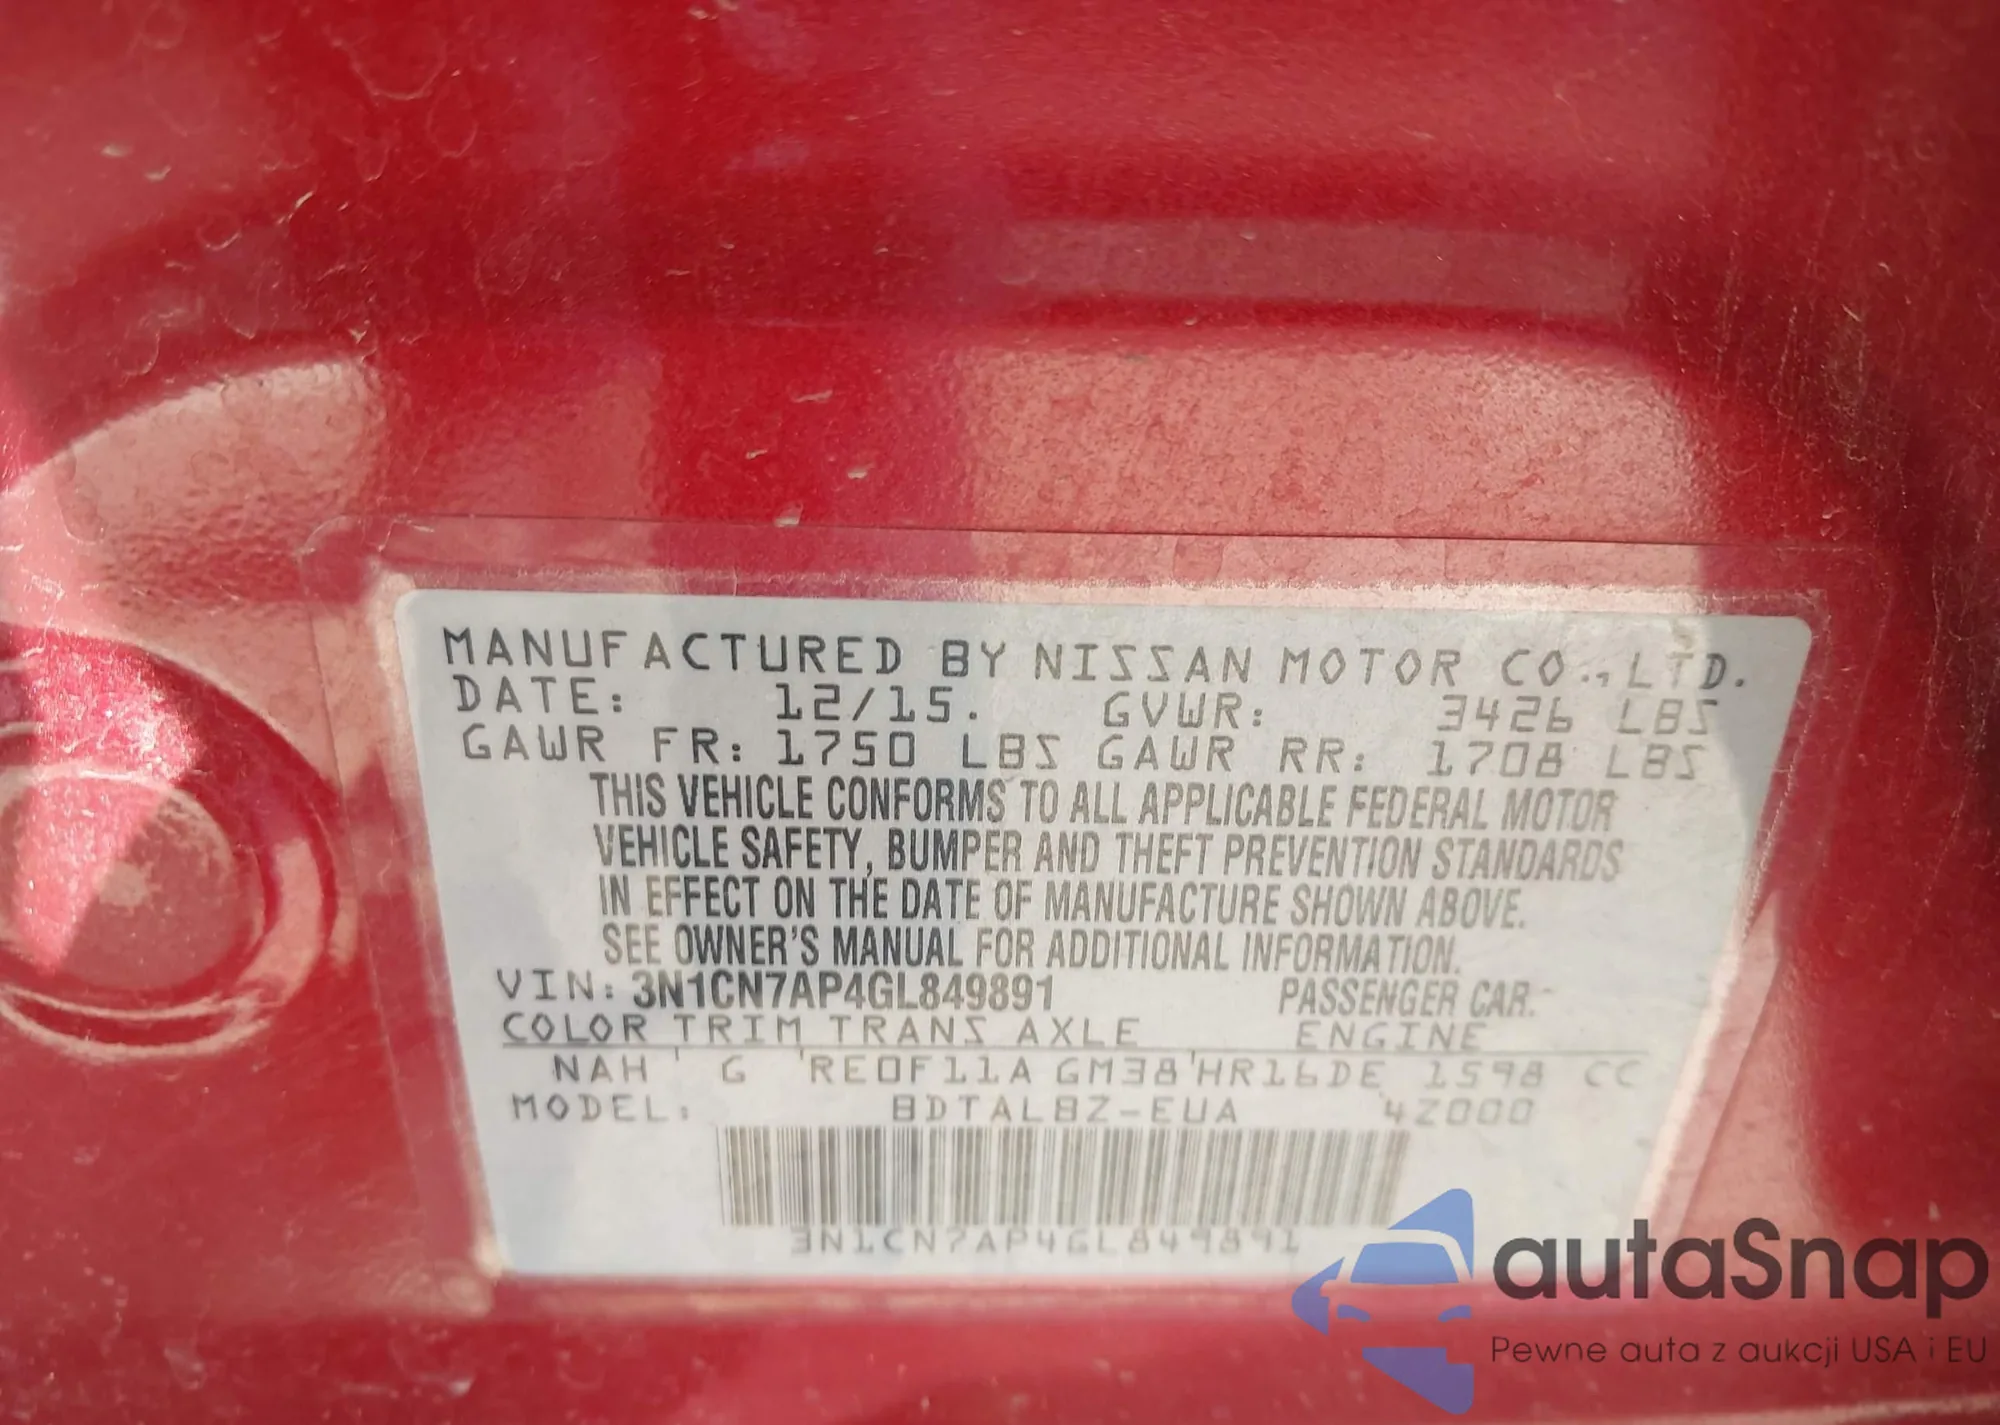 MANUFACTURED BY NISSAN MOTOR CO., LTD.
DATE: 12/15. GVWR: 3426 LBS
GAWR FR: 1750 LBS GAWR RR: 1708 LBS
THIS VEHICLE CONFORMS TO ALL APPLICABLE FEDERAL MOTOR
VEHICLE SAFETY, BUMPER AND THEFT PREVENTION STANDARDS
IN EFFECT ON THE DATE OF MANUFACTURE SHOWN ABOVE.
SEE OWNER'S MANUAL FOR ADDITIONAL INFORMATION.
VIN: 3N1CN7AP4GL849891 PASSENGER CAR.
COLOR TRIM TRANS AXLE ENGINE
NAH ' G 'RE0F11A GM38'HR16DE 1598 CC
MODEL: BDTALBZ-EUA 4Z000
3N1CN7AP4GL849891
autaSnap
Pewne auta z aukcji USA i EU